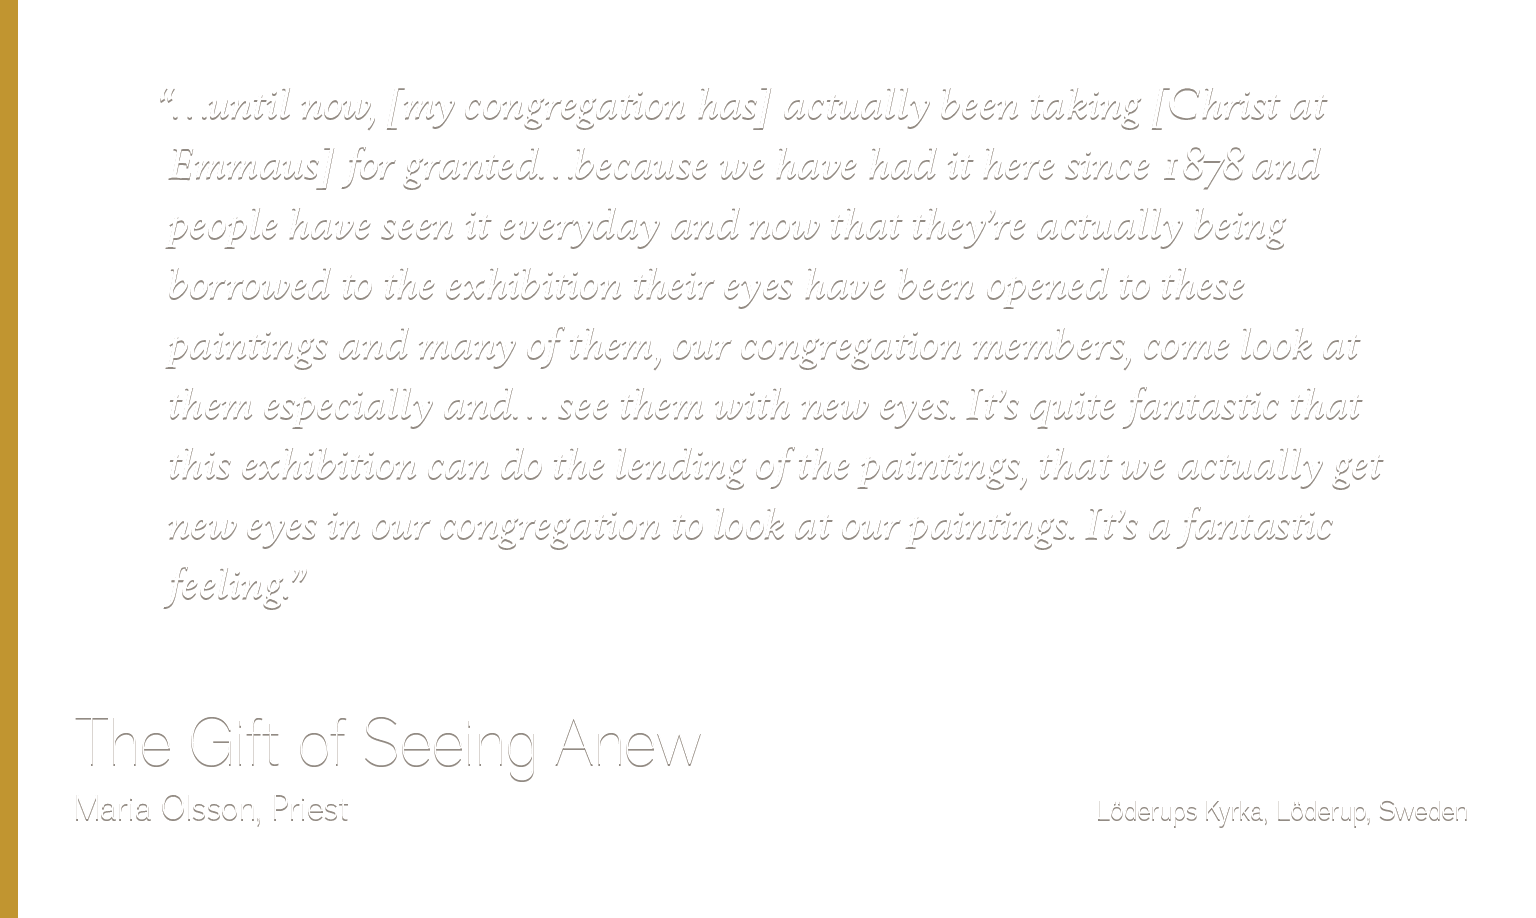 “…until now, [my congregation has] actually been taking [Christ at
Emmaus] for granted…because we have had it here since 1878 and
people have seen it everyday and now that they’re actually being
borrowed to the exhibition their eyes have been opened to these
paintings and many of them, our congregation members, come look at
them especially and… see them with new eyes. It’s quite fantastic that
this exhibition can do the lending of the paintings, that we actually get
new eyes in our congregation to look at our paintings. It’s a fantastic
feeling.”
The Gift of Seeing Anew
Maria Olsson, Priest
Löderups Kyrka, Löderup, Sweden